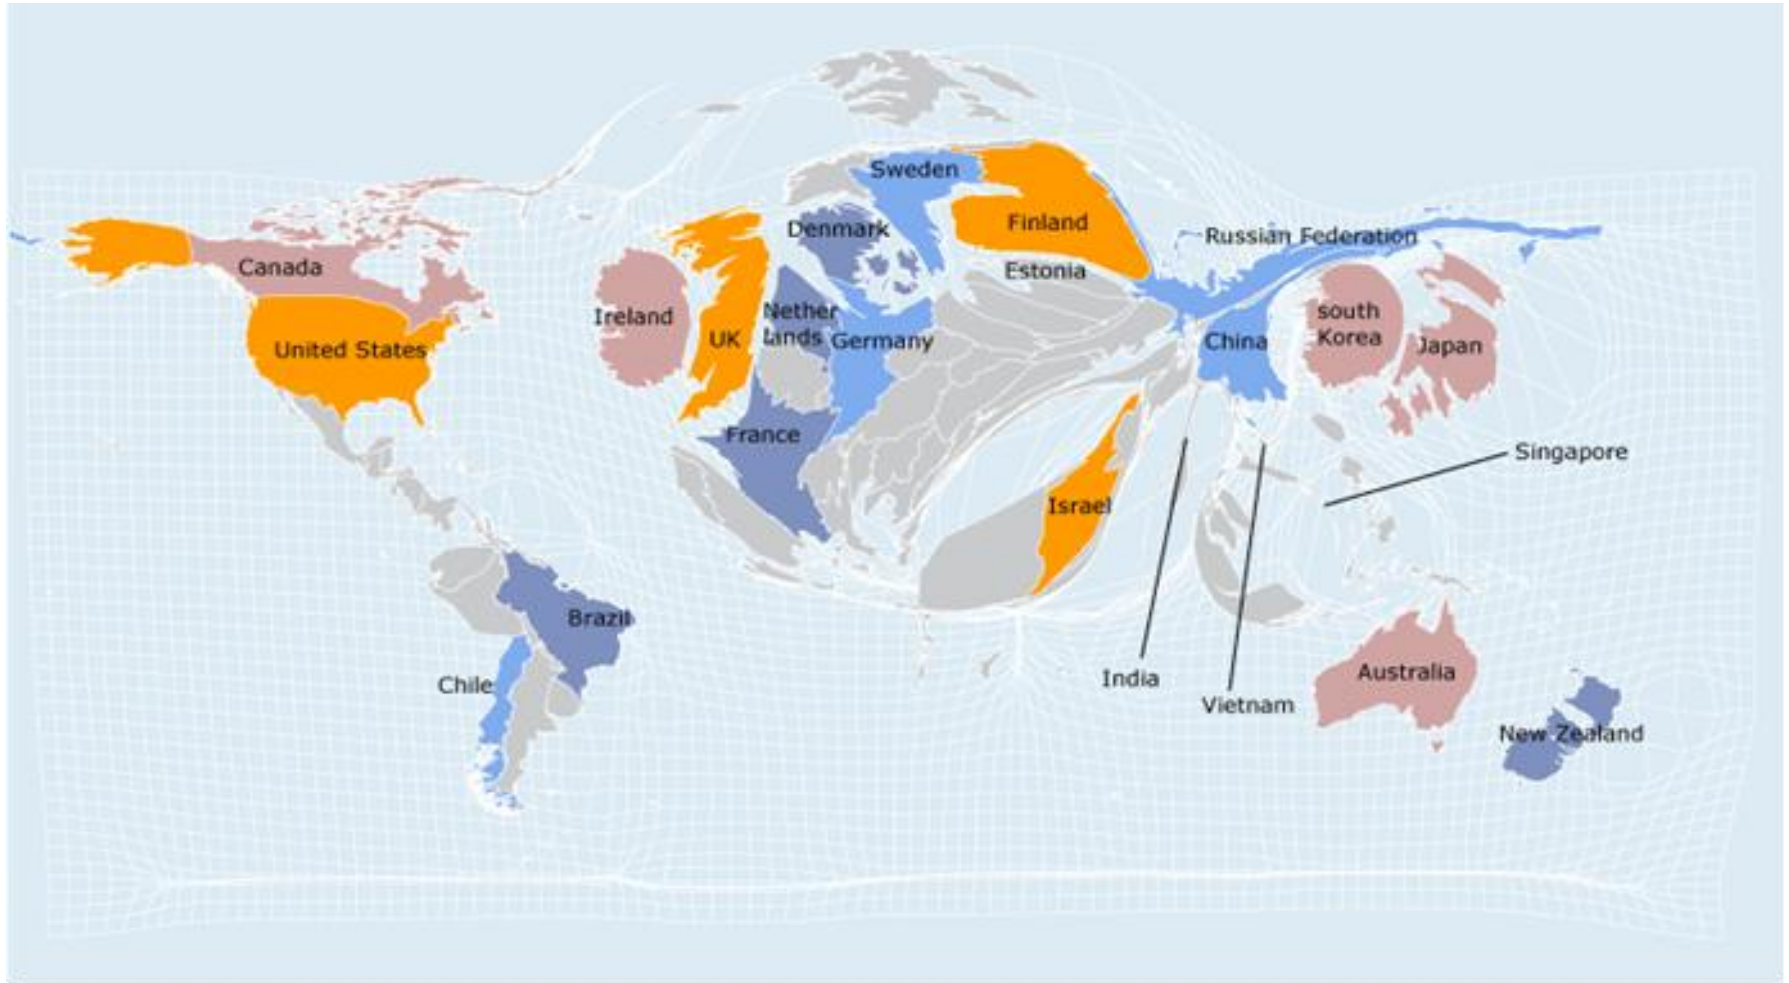 Sweden
Denmark
Finland
Russian Federation
Canada
Estonia
Ireland
Nether
lands
UK
Germany
south
Korea
China
Japan
United States
France
Singapore
Israel
Brazil
Chile
India
Vietnam
Australia
New Zealand